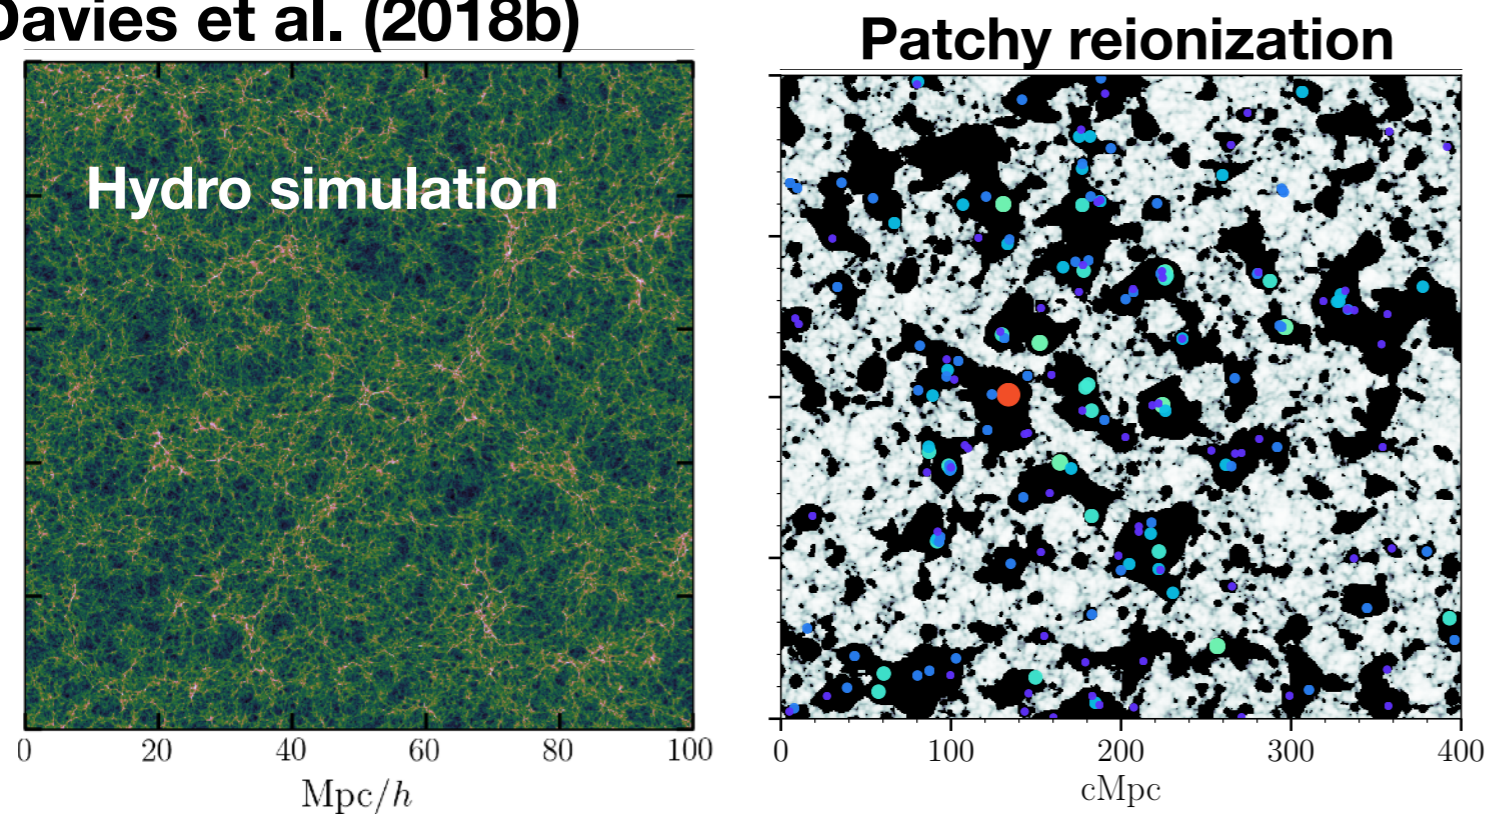 Davies et al. (2018b)
Patchy reionization
Hydro simulation
0 20 40 60 80 100
Mpc/h
0 100 200 300 400
cMpc